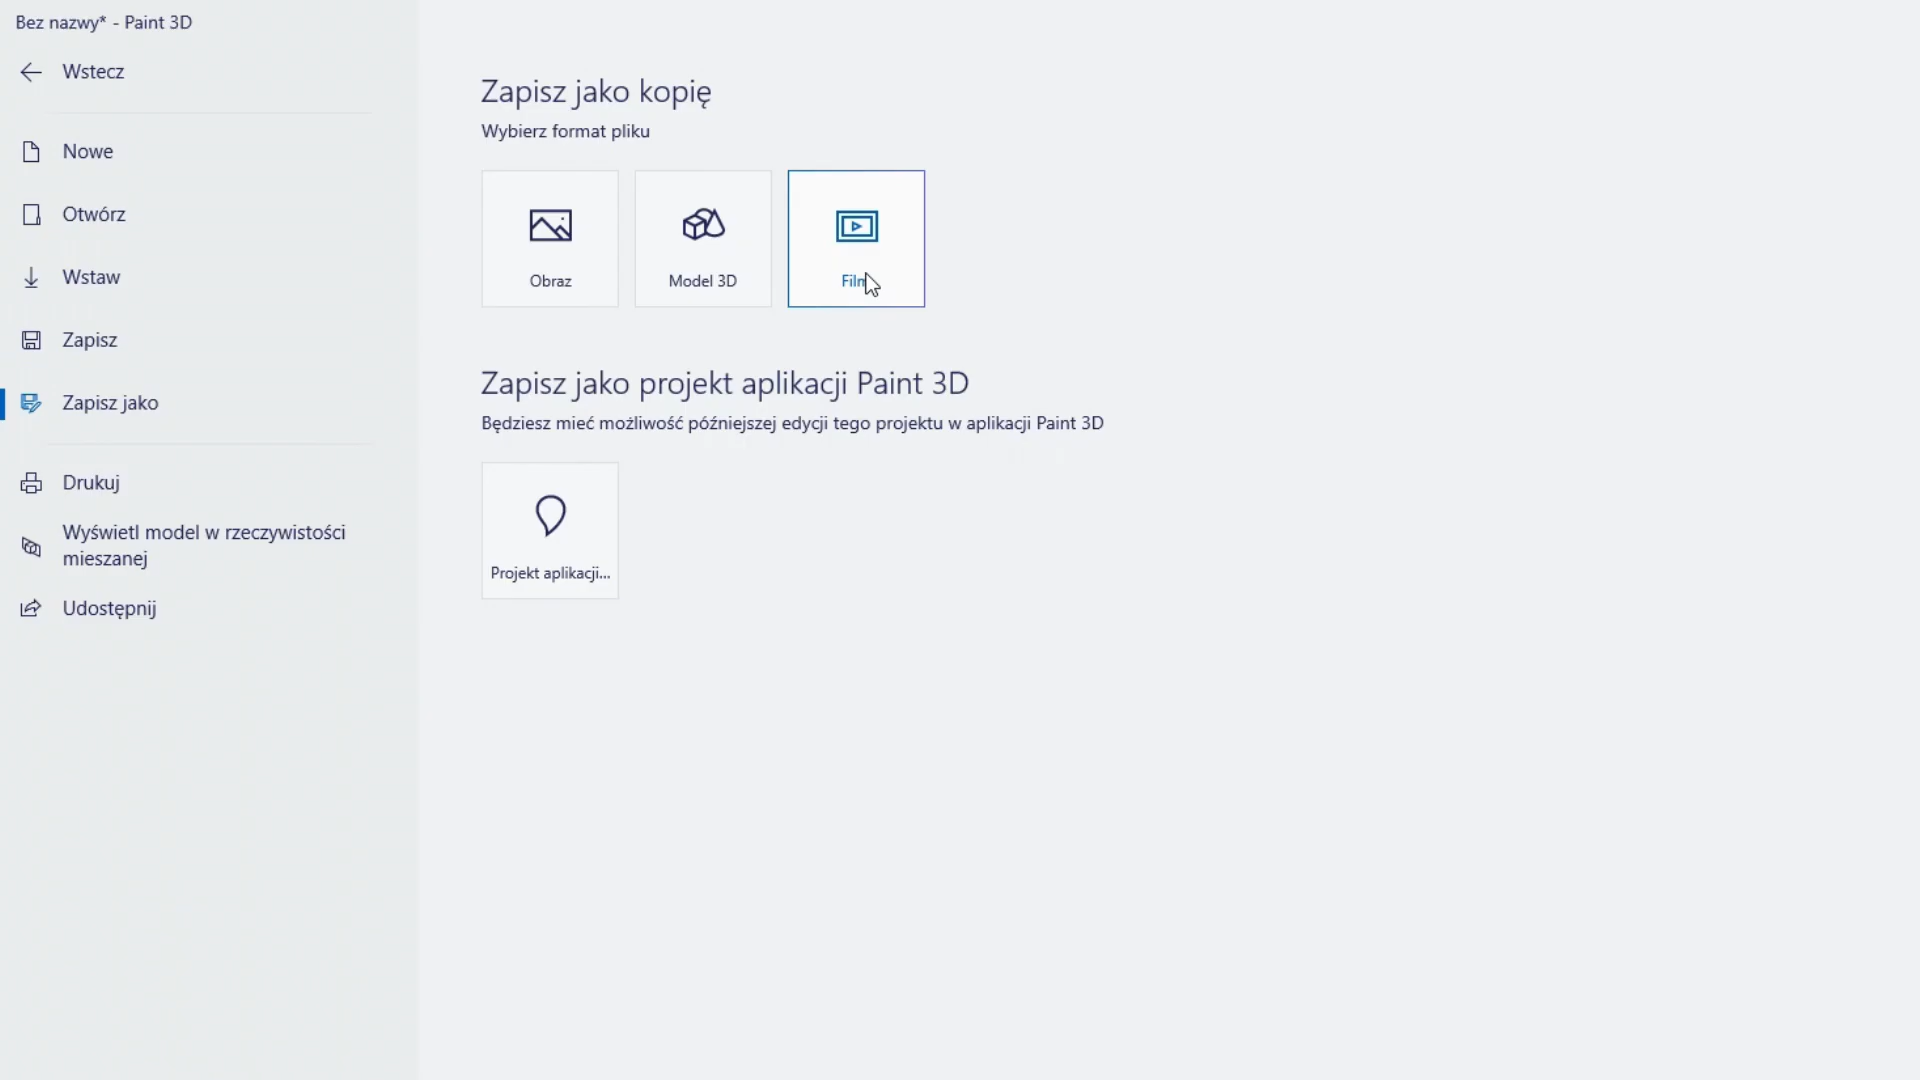 Bez nazwy* - Paint 3D
Wstecz
Nowe
Otwórz
Wstaw
Zapisz
Zapisz jako
Drukuj
Wyświetl model w rzeczywistości
mieszanej
Udostępnij
Zapisz jako kopię
Wybierz format pliku
Obraz
Model 3D
Film
Zapisz jako projekt aplikacji Paint 3D
Będziesz mieć możliwość późniejszej edycji tego projektu w aplikacji Paint 3D
Projekt aplikacji...